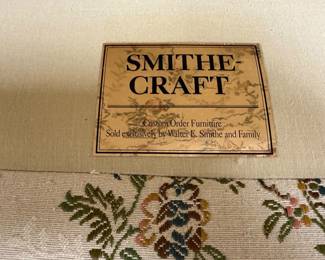 SMITHE-
CRAFT
Custom Order Furniture
Sold exclusively by Walter E. Smithe and Family